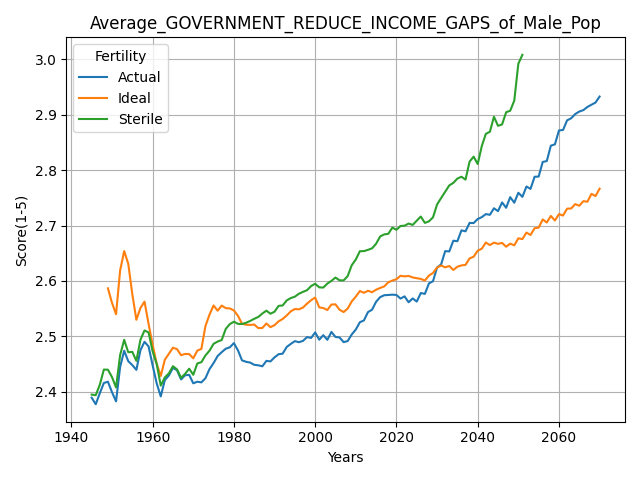 Average_GOVERNMENT_REDUCE_INCOME_GAPS_of_Male_Pop
Fertility
Actual
Ideal
Sterile
Score(1-5)
3.0
2.9
2.8
2.7
2.6
2.5
2.4
1940 1960 1980 2000 2020 2040 2060
Years